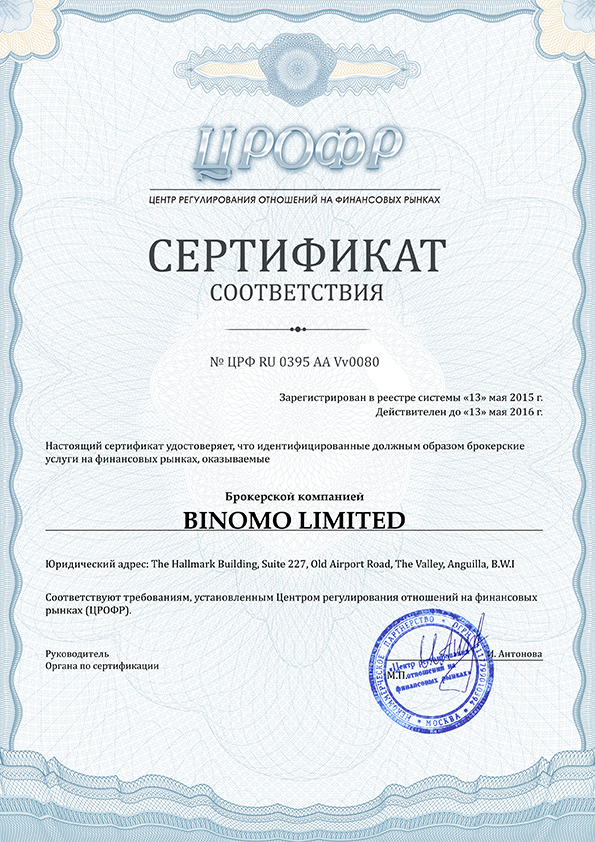 ЦРОФР
ЦЕНТР РЕГУЛИРОВАНИЯ ОТНОШЕНИЙ НА ФИНАНСОВЫХ РЫНКАХ
СЕРТИФИКАТ
СООТВЕТСТВИЯ
№ ЦРФ RU 0395 AA Vv0080
Зарегистрирован в реестре системы «13» мая 2015 г.
Действителен до «13» мая 2016 г.
Настоящий сертификат удостоверяет, что идентифицированные должным образом брокерские
услуги на финансовых рынках, оказываемые
Брокерской компанией
BINOMO LIMITED
Юридический адрес: The Hallmark Building, Suite 227, Old Airport Road, The Valley, Anguilla, B.W.I
Соответствуют требованиям, установленным Центром регулирования отношений на финансовых
рынках (ЦРОФР).
Руководитель
Органа по сертификации
И. Антонова
М.П.
НЕКОММЕРЧЕСКОЕ ПАРТНЕРСТВО
МОСКВА
«Центр регулирования
отношений на
финансовых рынках»